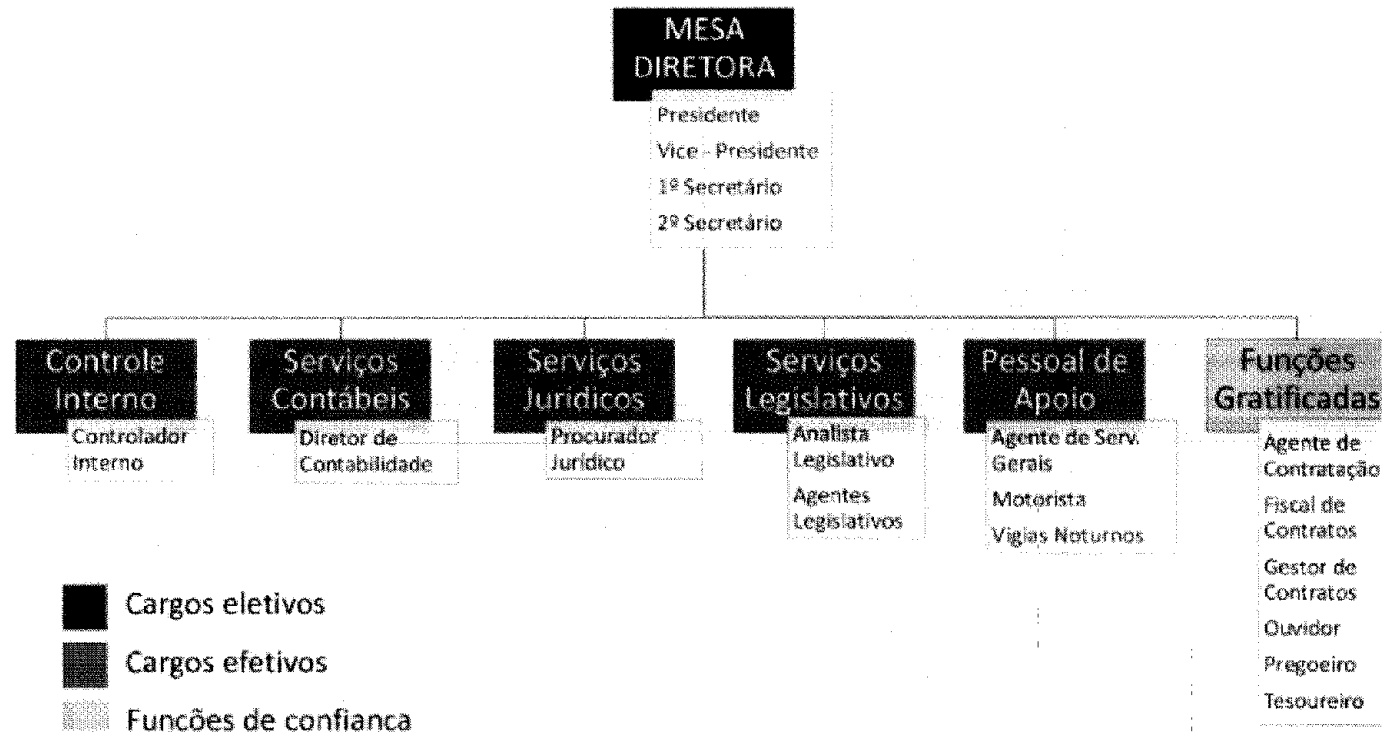 MESA
DIRETORA
Presidente
Vice - Presidente
1º Secretário
2º Secretário
Controle
Interno
Controlador
Interno
Serviços
Contábeis
Diretor de
Contabilidade
Serviços
Jurídicos
Procurador
Jurídico
Serviços
Legislativos
Analista
Legislativo
Agentes
Legislativos
Pessoal de
Apoio
Agente de Serv.
Gerais
Motorista
Vigias Noturnos
Funções
Gratificadas
Agente de
Contratação
Fiscal de
Contratos
Gestor de
Contratos
Ouvidor
Pregoeiro
Tesoureiro
Cargos eletivos
Cargos efetivos
Funções de confiança